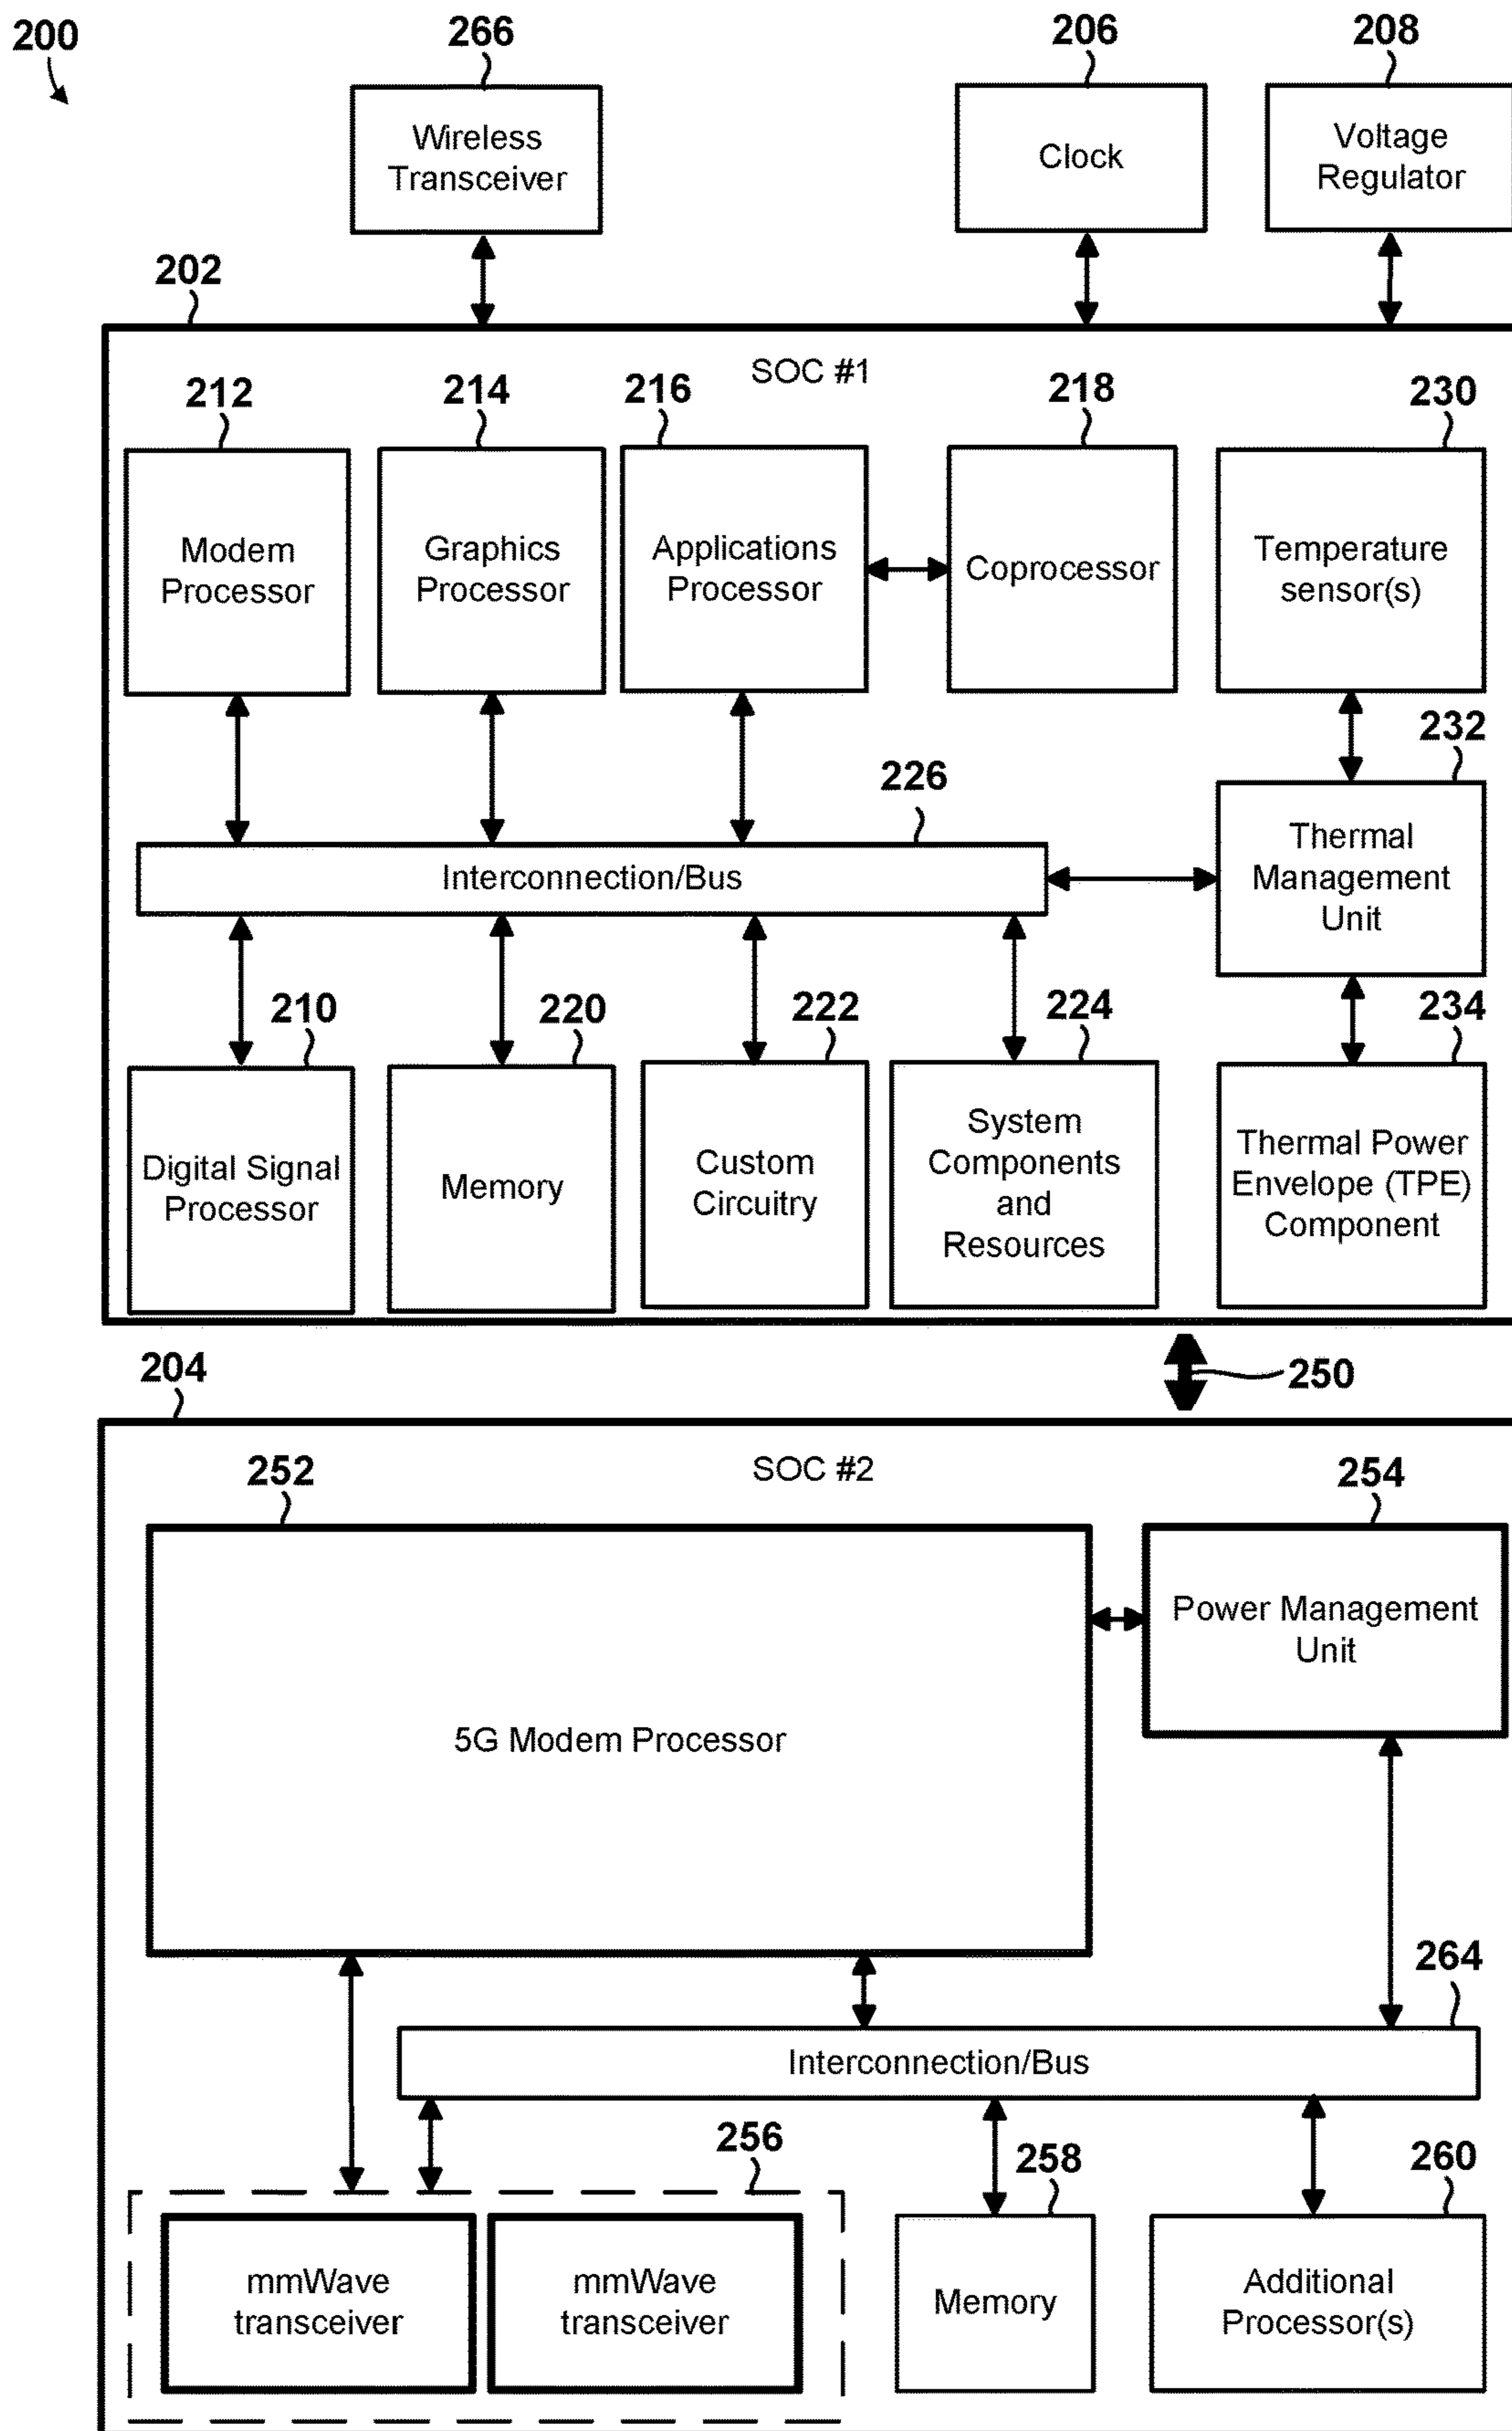 200
266
206
208
Wireless
Transceiver
Clock
Voltage
Regulator
202
SOC #1
212
214
216
218
230
Modem
Processor
Graphics
Processor
Applications
Processor
Coprocessor
Temperature
sensor(s)
232
226
Interconnection/Bus
Thermal
Management
Unit
210
220
222
224
234
Digital Signal
Processor
Memory
Custom
Circuitry
System
Components
and
Resources
Thermal Power
Envelope (TPE)
Component
250
204
SOC #2
252
254
5G Modem Processor
Power Management
Unit
264
Interconnection/Bus
256
258
260
mmWave
transceiver
mmWave
transceiver
Memory
Additional
Processor(s)